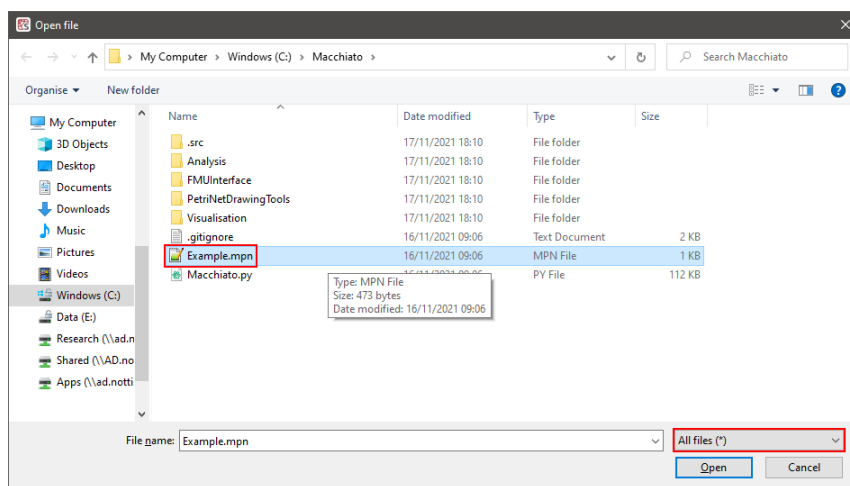 Open file
My Computer > Windows (C:) > Macchiato >
Search Macchiato
Organise New folder
Name Date modified Type Size
My Computer
3D Objects
Desktop
Documents
Downloads
Music
Pictures
Videos
Windows (C:)
Data (E:)
Research (\\ad.n
Shared (\\AD.no
Apps (\\ad.notti
.src 17/11/2021 18:10 File folder
Analysis 17/11/2021 18:10 File folder
FMUInterface 17/11/2021 18:10 File folder
PetriNetDrawingTools 17/11/2021 18:10 File folder
Visualisation 17/11/2021 18:10 File folder
.gitignore 16/11/2021 09:06 Text Document 2 KB
Example.mpn 16/11/2021 09:06 MPN File 1 KB
Macchiato.py 16/11/2021 09:06 PY File 112 KB
Type: MPN File
Size: 473 bytes
Date modified: 16/11/2021 09:06
File name: Example.mpn All files (*)
Open Cancel